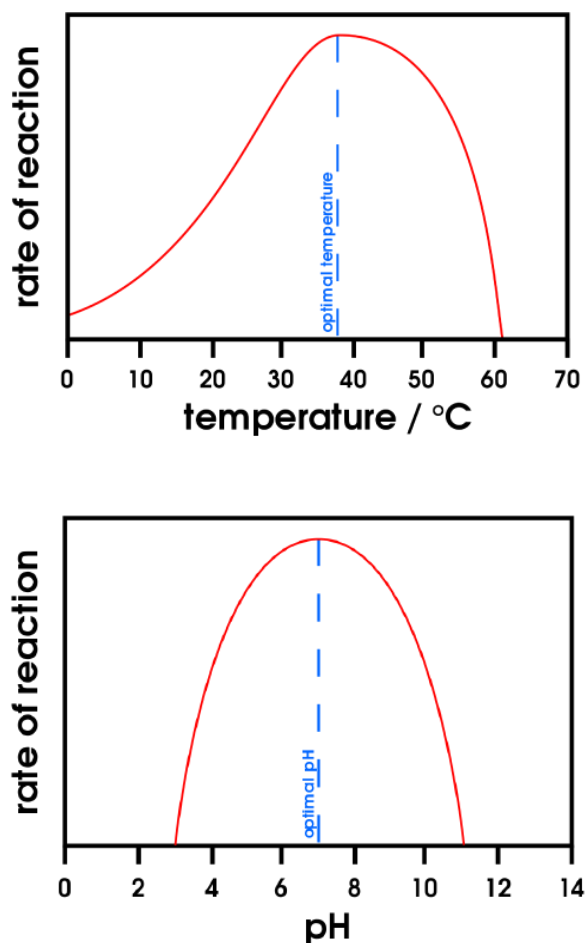 rate of reaction
optimal temperature
0 10 20 30 40 50 60 70
temperature / °C
rate of reaction
optimal pH
0 2 4 6 8 10 12 14
pH